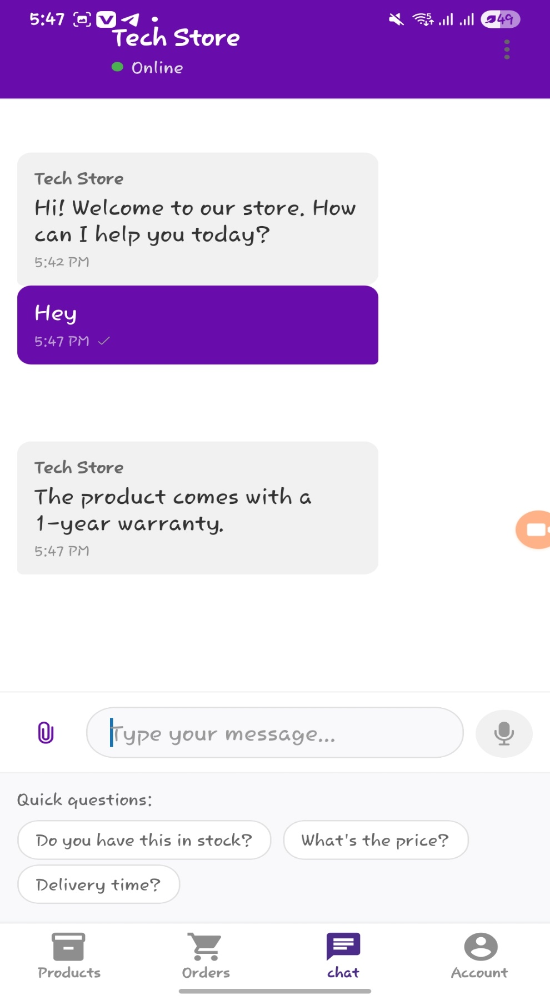 5:47
49
Tech Store
Online
Tech Store
Hi! Welcome to our store. How
can I help you today?
5:42 PM
Hey
5:47 PM
Tech Store
The product comes with a
1-year warranty.
5:47 PM
Type your message...
Quick questions:
Do you have this in stock?
What's the price?
Delivery time?
Products
Orders
chat
Account